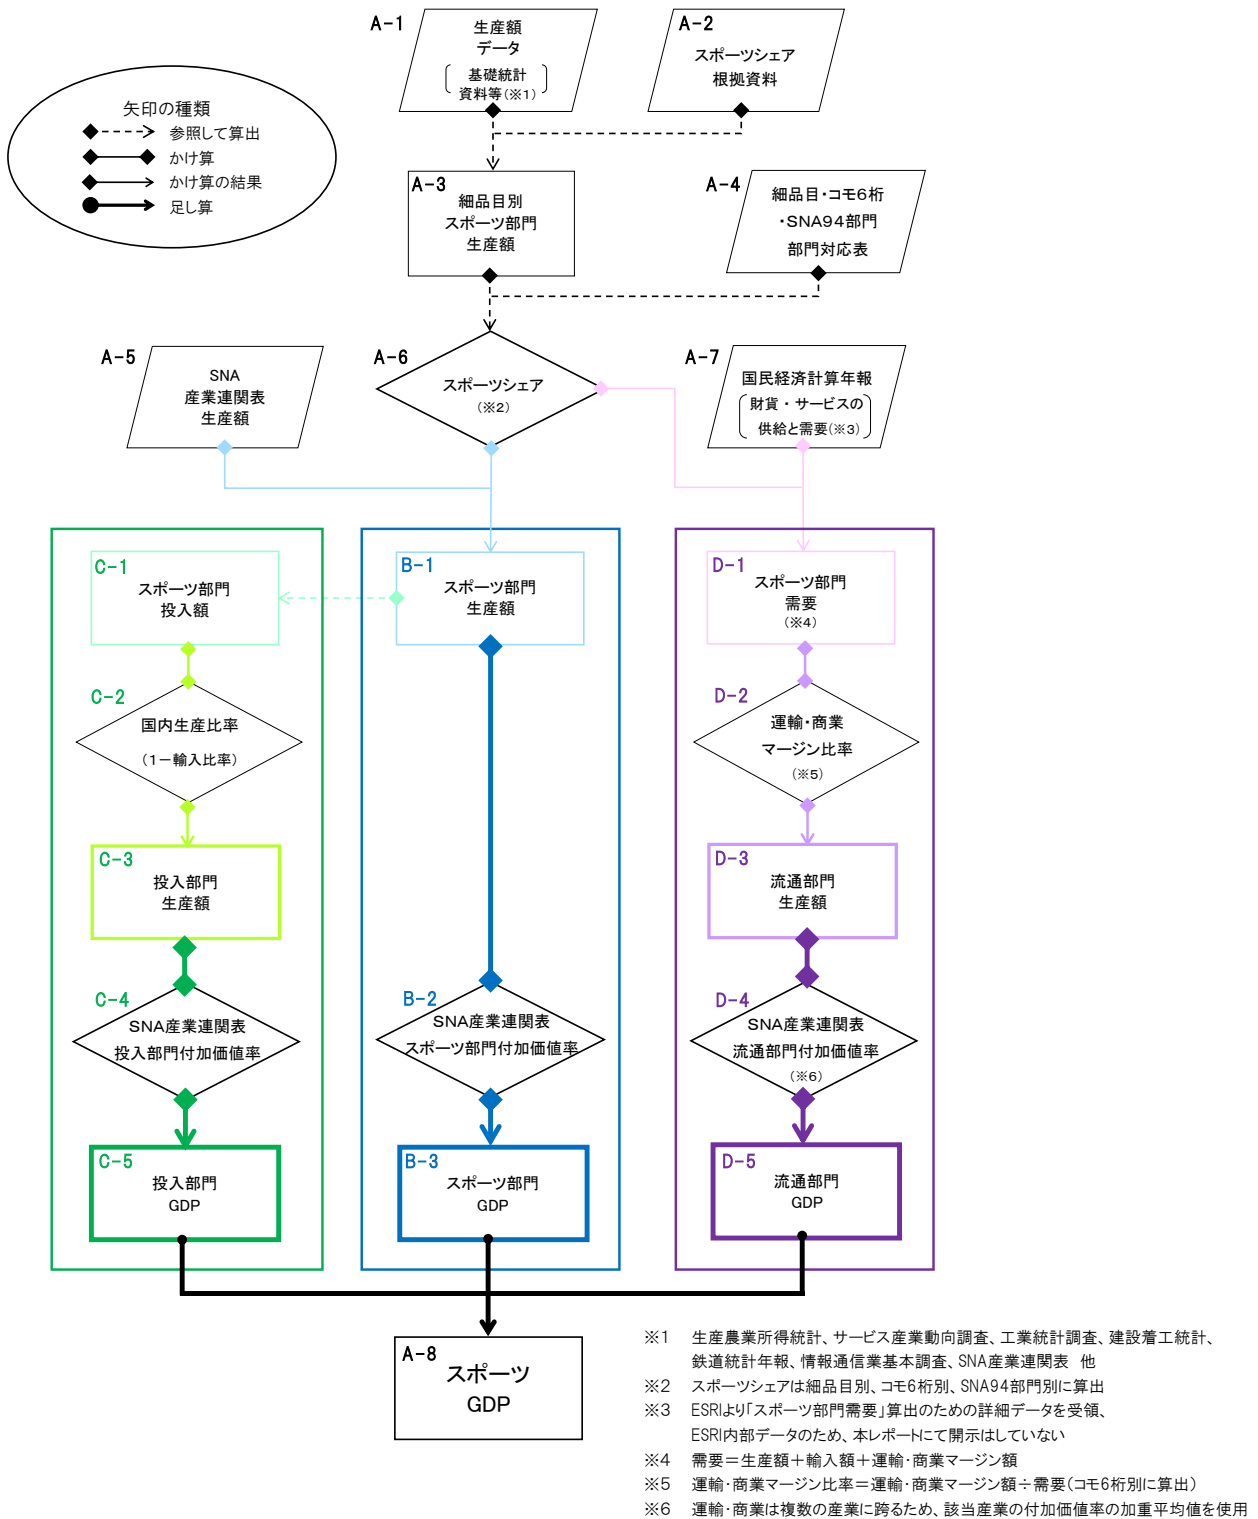 A-1
生産額
データ
基礎統計
資料等(※1)
A-2
スポーツシェア
根拠資料
矢印の種類
参照して算出
かけ算
かけ算の結果
足し算
A-3
細品目別
スポーツ部門
生産額
A-4
細品目・コモ6桁
・SNA94部門
部門対応表
A-5
SNA
産業連関表
生産額
A-6
スポーツシェア
(※2)
A-7
国民経済計算年報
財貨・サービスの
供給と需要(※3)
C-1
スポーツ部門
投入額
B-1
スポーツ部門
生産額
D-1
スポーツ部門
需要
(※4)
C-2
国内生産比率
(1-輸入比率)
D-2
運輸・商業
マージン比率
(※5)
C-3
投入部門
生産額
D-3
流通部門
生産額
C-4
SNA産業連関表
投入部門付加価値率
B-2
SNA産業連関表
スポーツ部門付加価値率
D-4
SNA産業連関表
流通部門付加価値率
(※6)
C-5
投入部門
GDP
B-3
スポーツ部門
GDP
D-5
流通部門
GDP
A-8
スポーツ
GDP
※1 生産農業所得統計、サービス産業動向調査、工業統計調査、建設着工統計、
鉄道統計年報、情報通信業基本調査、SNA産業連関表 他
※2 スポーツシェアは細品目別、コモ6桁別、SNA94部門別に算出
※3 ESRIより「スポーツ部門需要」算出のための詳細データを受領、
ESRI内部データのため、本レポートにて開示はしていない
※4 需要=生産額+輸入額+運輸・商業マージン額
※5 運輸・商業マージン比率=運輸・商業マージン額÷需要(コモ6桁別に算出)
※6 運輸・商業は複数の産業に跨るため、該当産業の付加価値率の加重平均値を使用